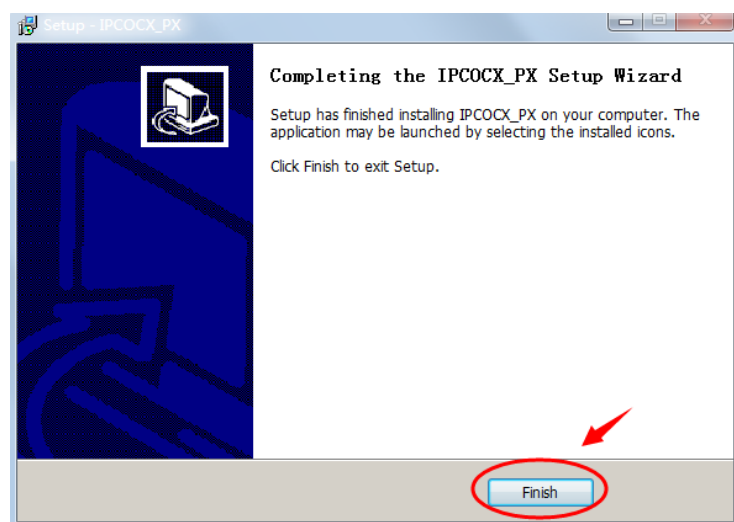 Setup - IPCOCX_PX
Completing the IPCOCX_PX Setup Wizard
Setup has finished installing IPCOCX_PX on your computer. The
application may be launched by selecting the installed icons.
Click Finish to exit Setup.
Finish